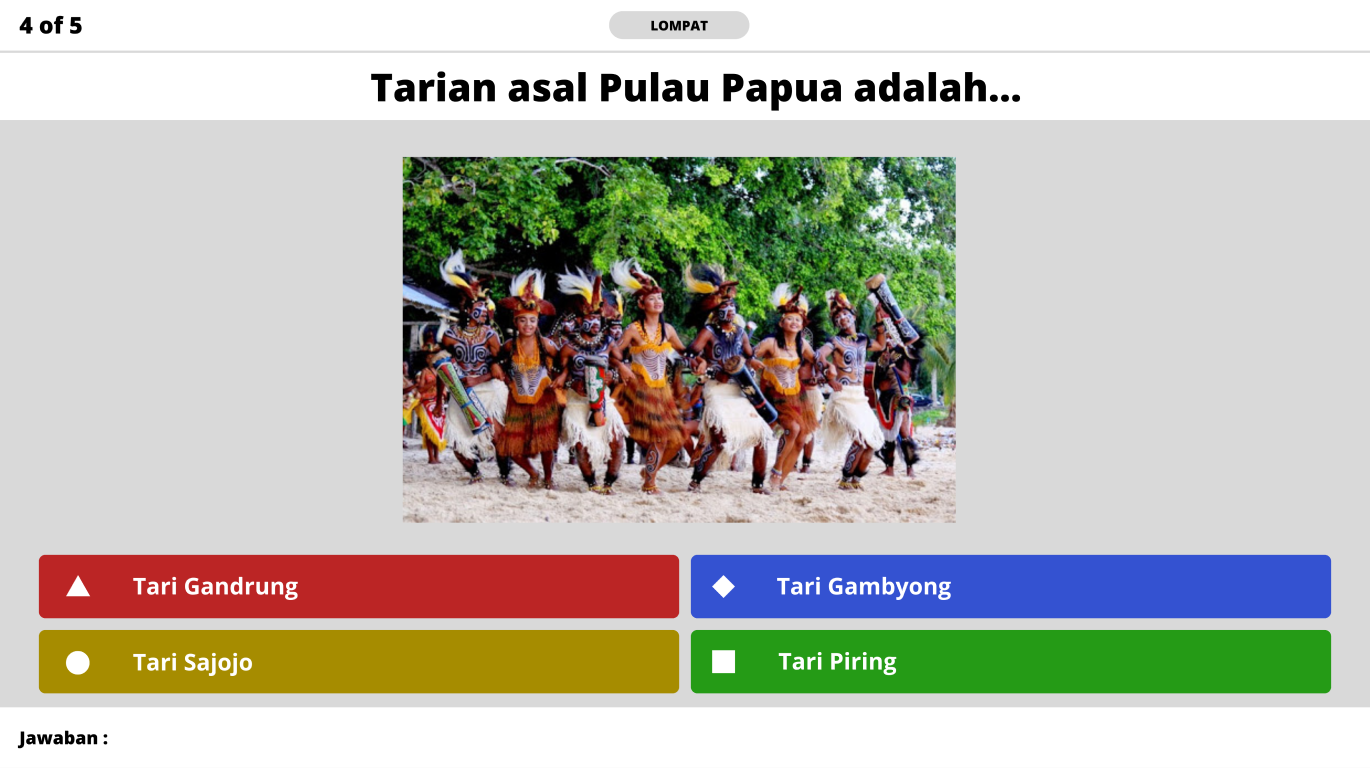 4 of 5
LOMPAT
Tarian asal Pulau Papua adalah...
Tari Gandrung
Tari Gambyong
Tari Sajojo
Tari Piring
Jawaban :